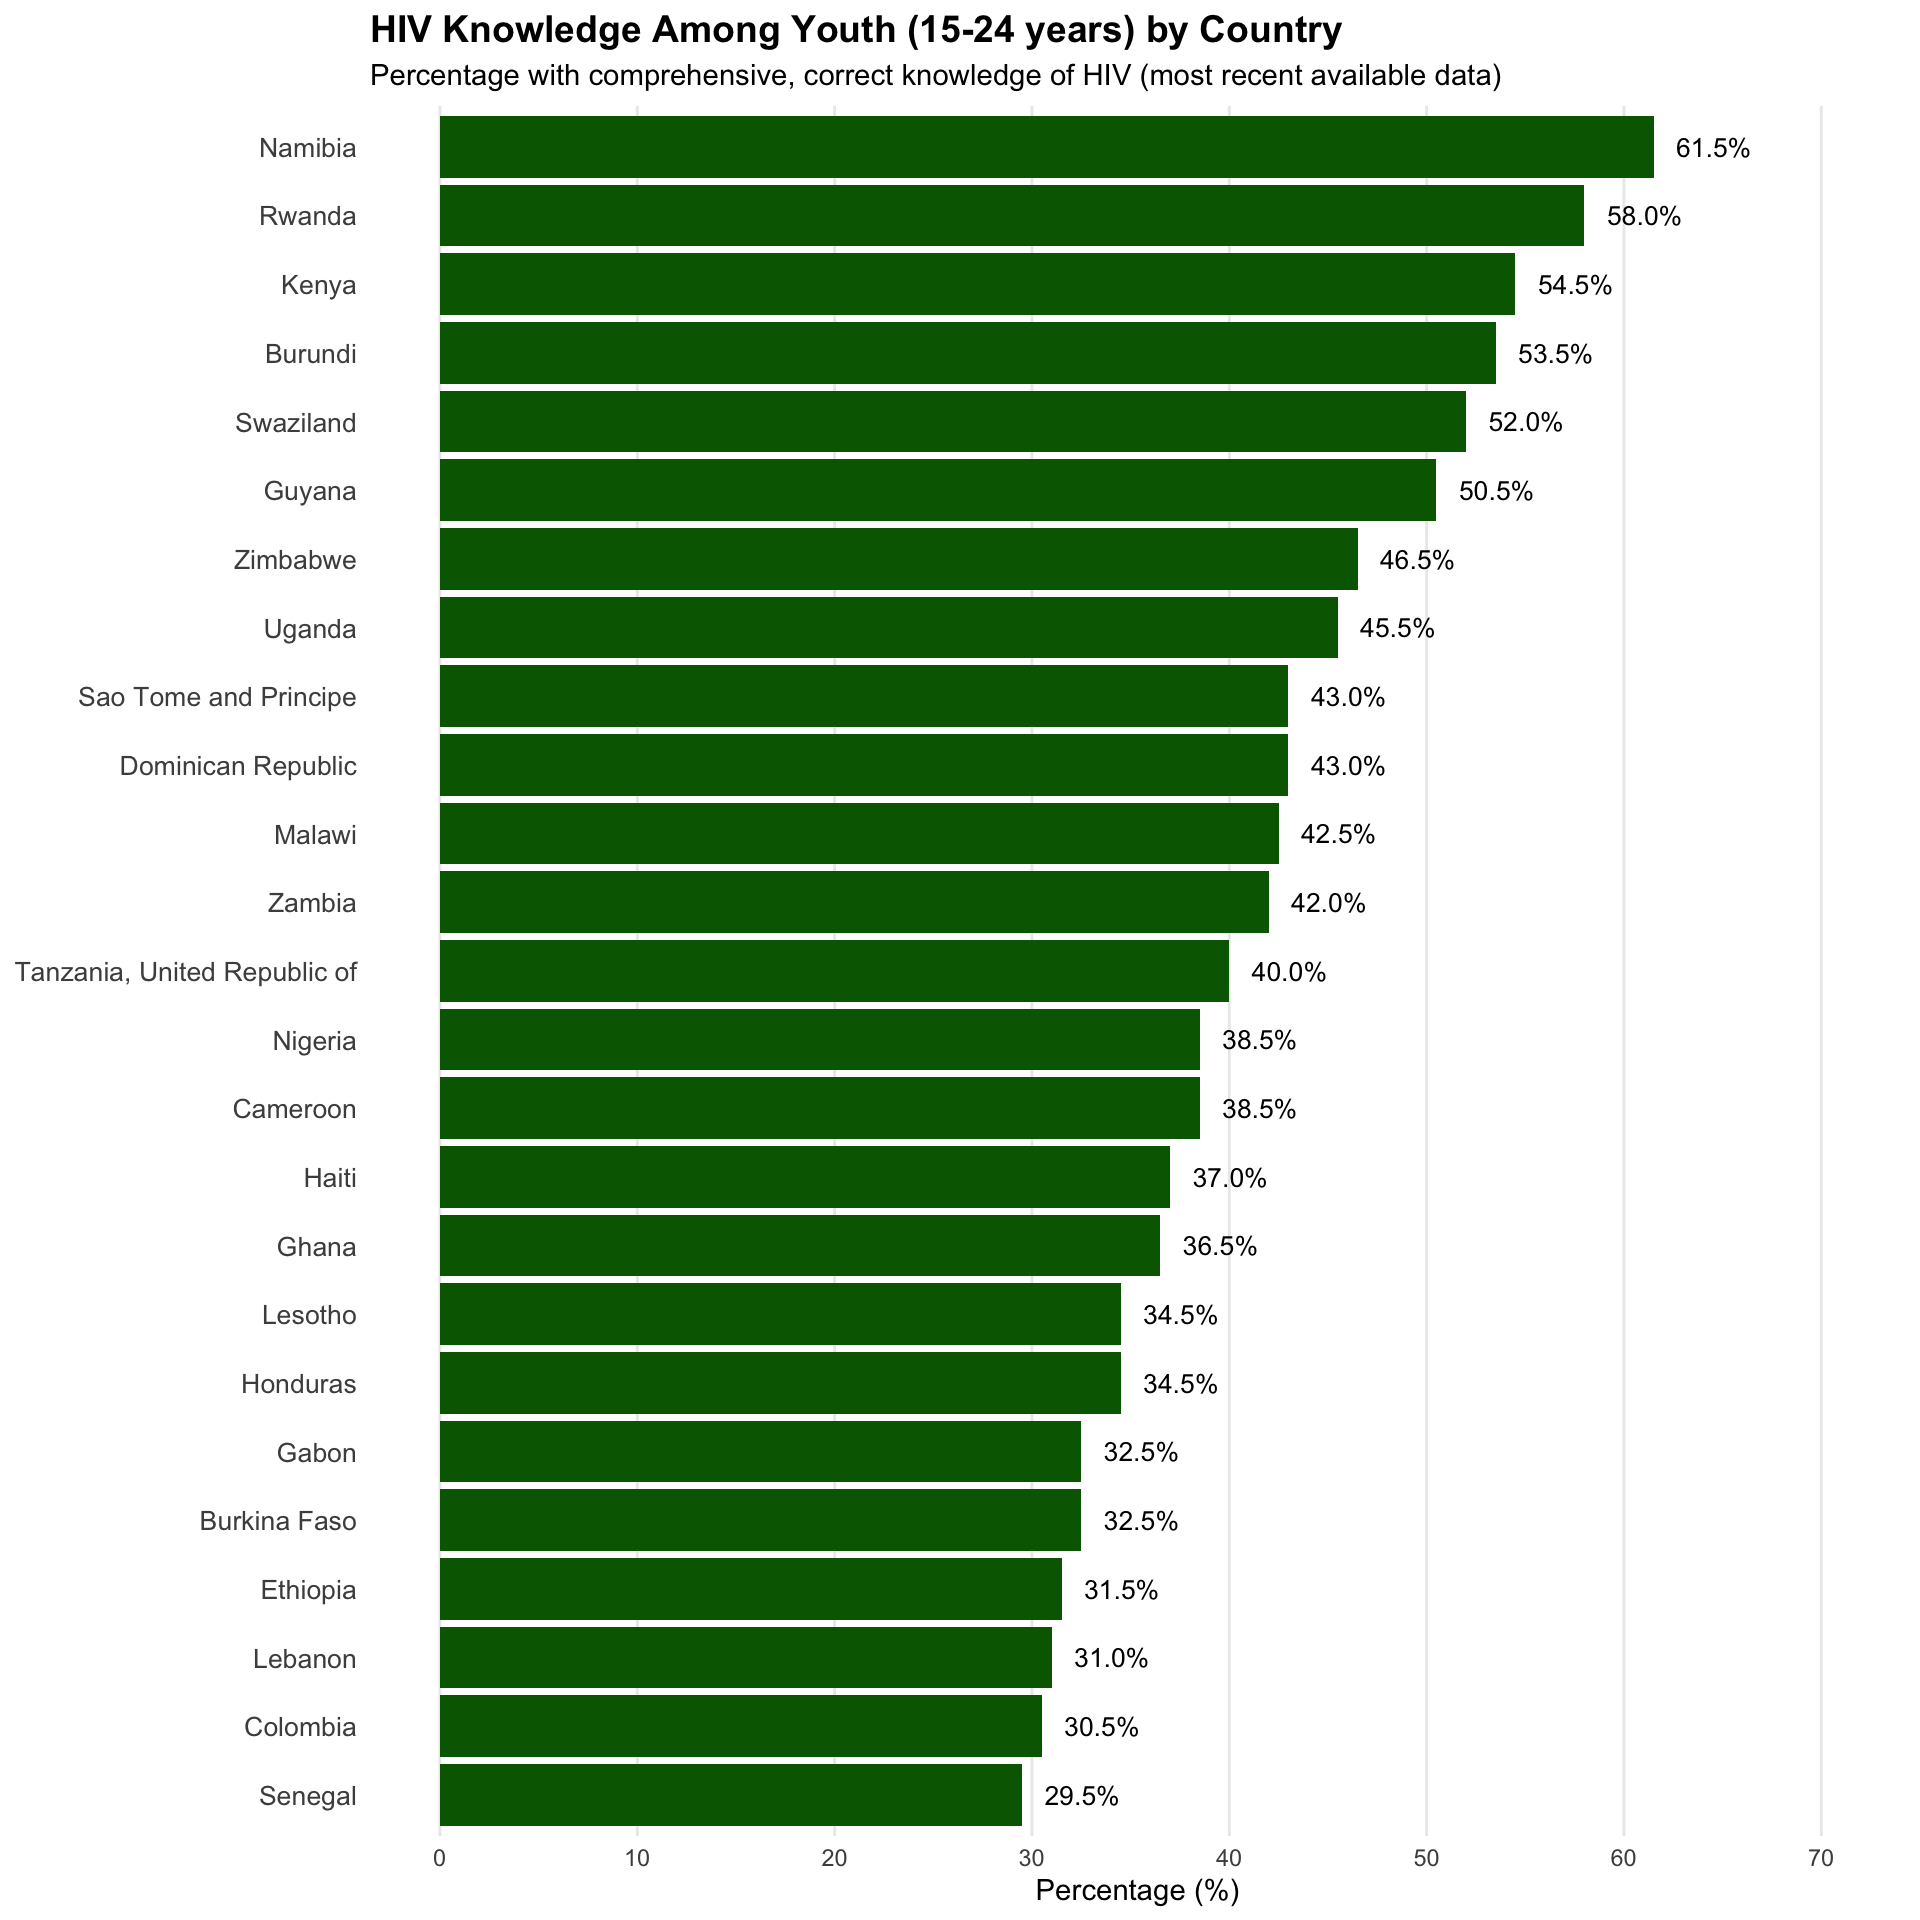 HIV Knowledge Among Youth (15-24 years) by Country
Percentage with comprehensive, correct knowledge of HIV (most recent available data)
Namibia 61.5%
Rwanda 58.0%
Kenya 54.5%
Burundi 53.5%
Swaziland 52.0%
Guyana 50.5%
Zimbabwe 46.5%
Uganda 45.5%
Sao Tome and Principe 43.0%
Dominican Republic 43.0%
Malawi 42.5%
Zambia 42.0%
Tanzania, United Republic of 40.0%
Nigeria 38.5%
Cameroon 38.5%
Haiti 37.0%
Ghana 36.5%
Lesotho 34.5%
Honduras 34.5%
Gabon 32.5%
Burkina Faso 32.5%
Ethiopia 31.5%
Lebanon 31.0%
Colombia 30.5%
Senegal 29.5%
0 10 20 30 40 50 60 70
Percentage (%)